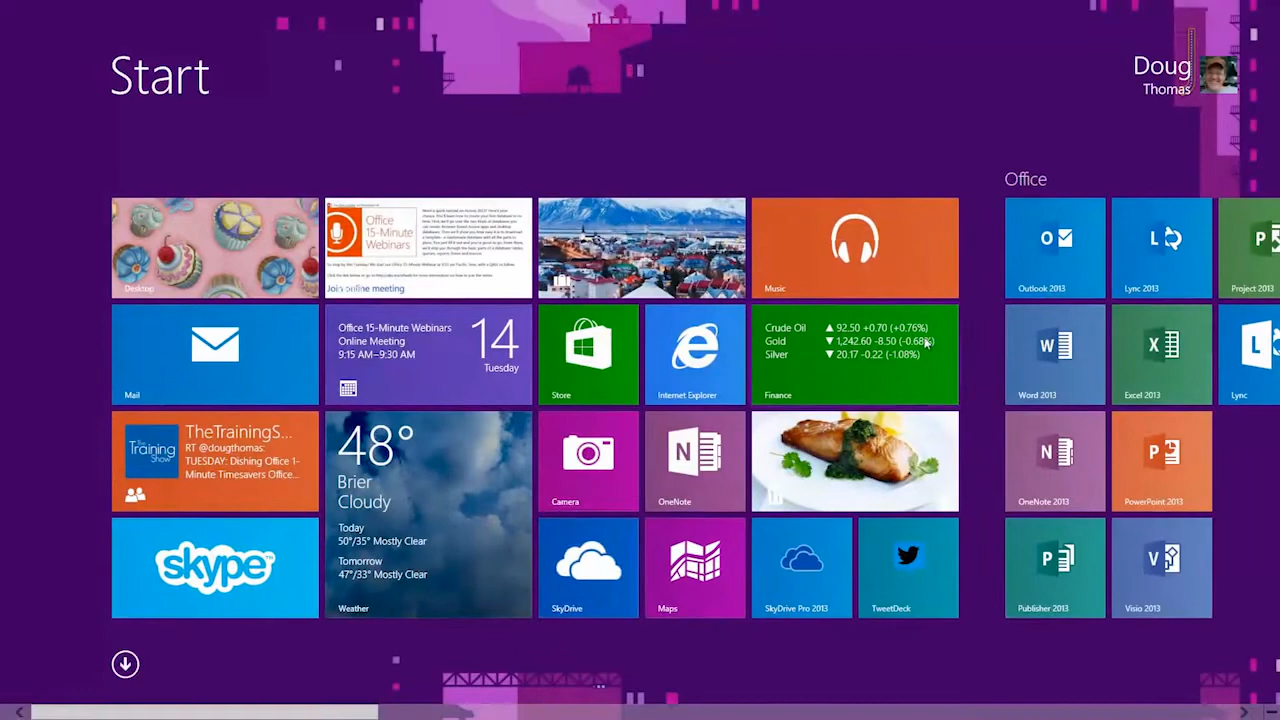 Start
Doug
Thomas
Office
Desktop
Office
15-Minute
Webinars
Join online meeting
Music
Outlook 2013
Lync 2013
Project 2013
Mail
Office 15-Minute Webinars
Online Meeting
9:15 AM–9:30 AM
14
Tuesday
Store
Internet Explorer
Crude Oil ▲ 92.50 +0.70 (+0.76%)
Gold ▼ 1,242.60 -8.50 (-0.68%)
Silver ▼ 20.17 -0.22 (-1.08%)
Finance
Word 2013
Excel 2013
Lync
The
Training
Show
TheTrainingS...
RT @dougthomas:
TUESDAY: Dishing Office 1-
Minute Timesavers Office...
48°
Brier
Cloudy
Today
50°/35° Mostly Clear
Tomorrow
47°/33° Mostly Clear
Weather
Camera
OneNote
OneNote 2013
PowerPoint 2013
skype™
SkyDrive
Maps
SkyDrive Pro 2013
TweetDeck
Publisher 2013
Visio 2013